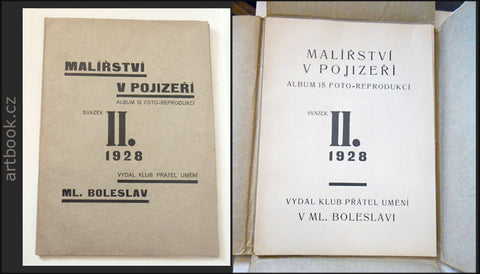 artbook.cz
MALÍŘSTVÍ
V POJIZEŘÍ
ALBUM 15 FOTO-REPRODUKCÍ
SVAZEK
II.
1928
VYDAL KLUB PŘÁTEL UMĚNÍ
ML. BOLESLAV
MALÍŘSTVÍ
V POJIZEŘÍ
ALBUM 15 FOTO-REPRODUKCÍ
SVAZEK
II.
1928
VYDAL KLUB PŘÁTEL UMĚNÍ
V ML. BOLESLAVI